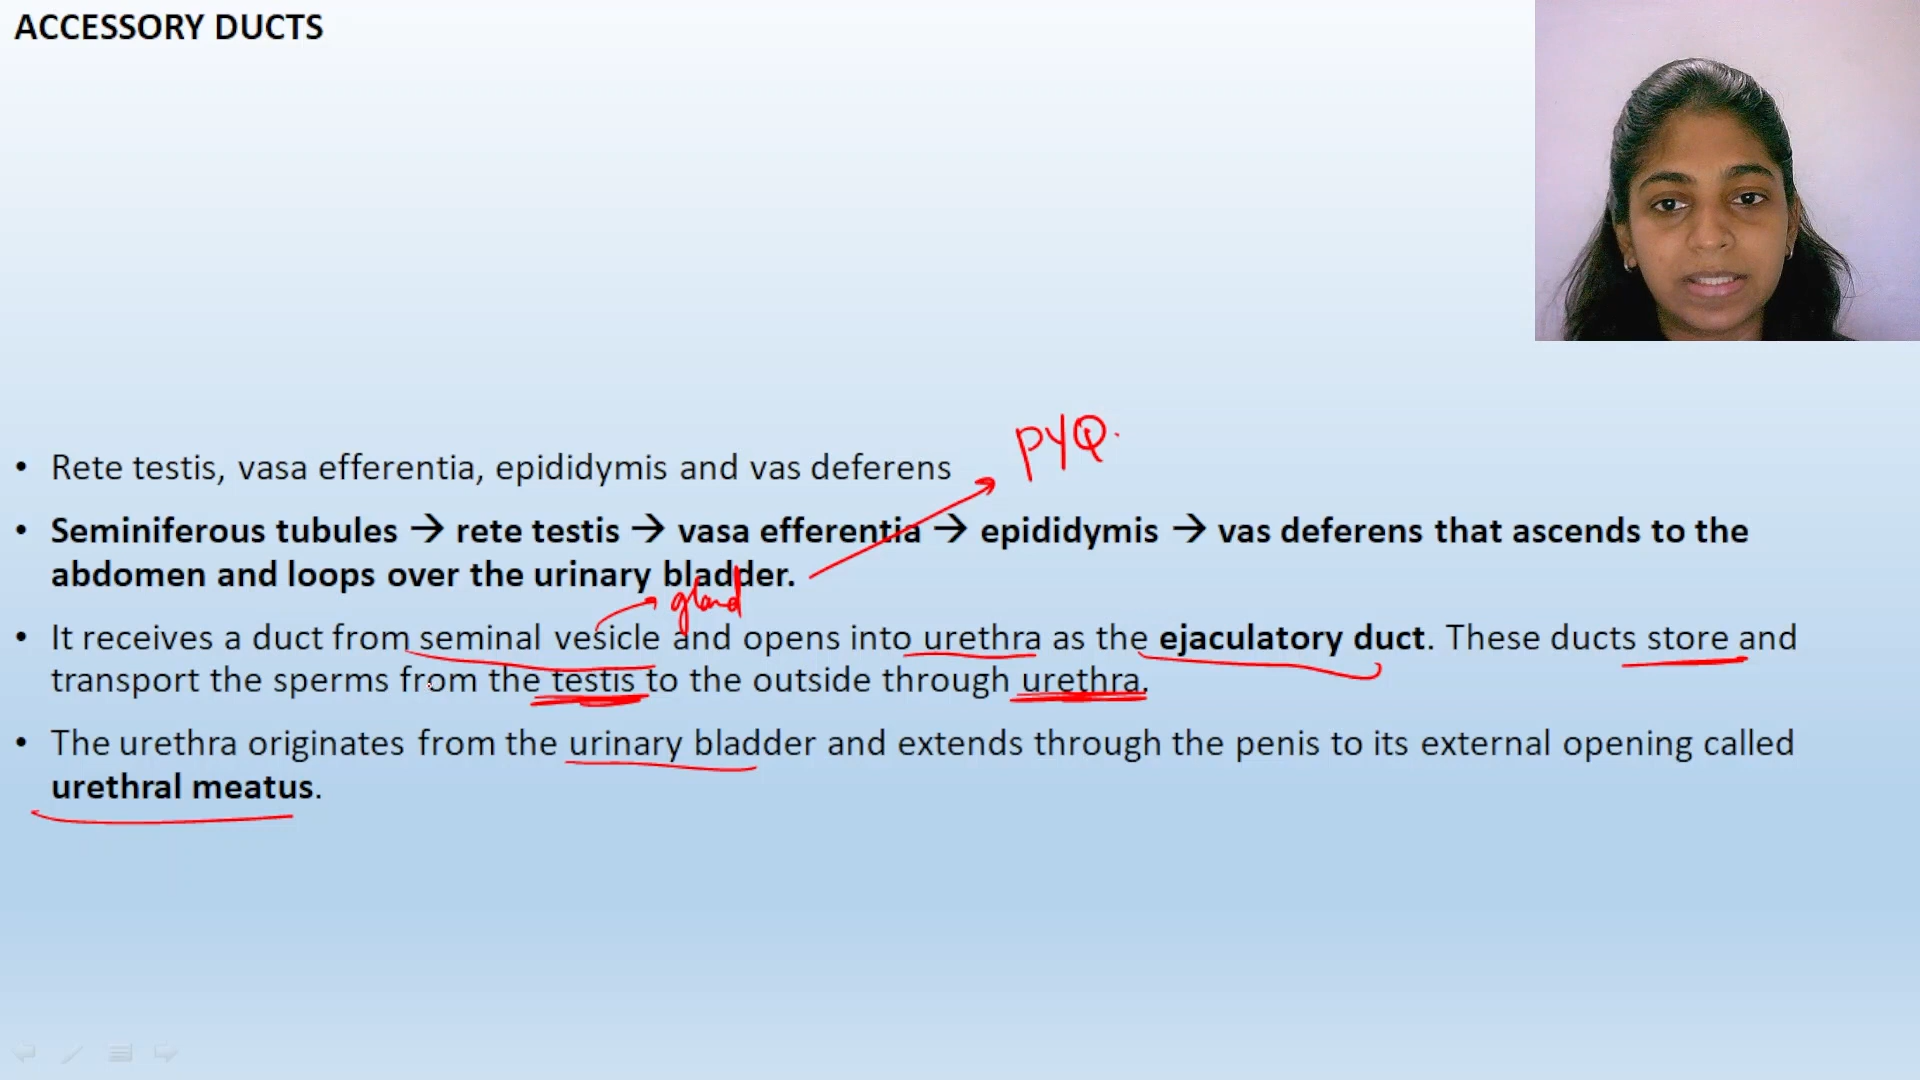 ACCESSORY DUCTS
PYQ.
• Rete testis, vasa efferentia, epididymis and vas deferens
• Seminiferous tubules → rete testis → vasa efferentia → epididymis → vas deferens that ascends to the
abdomen and loops over the urinary bladder.
gland
• It receives a duct from seminal vesicle and opens into urethra as the ejaculatory duct. These ducts store and
transport the sperms from the testis to the outside through urethra.
• The urethra originates from the urinary bladder and extends through the penis to its external opening called
urethral meatus.